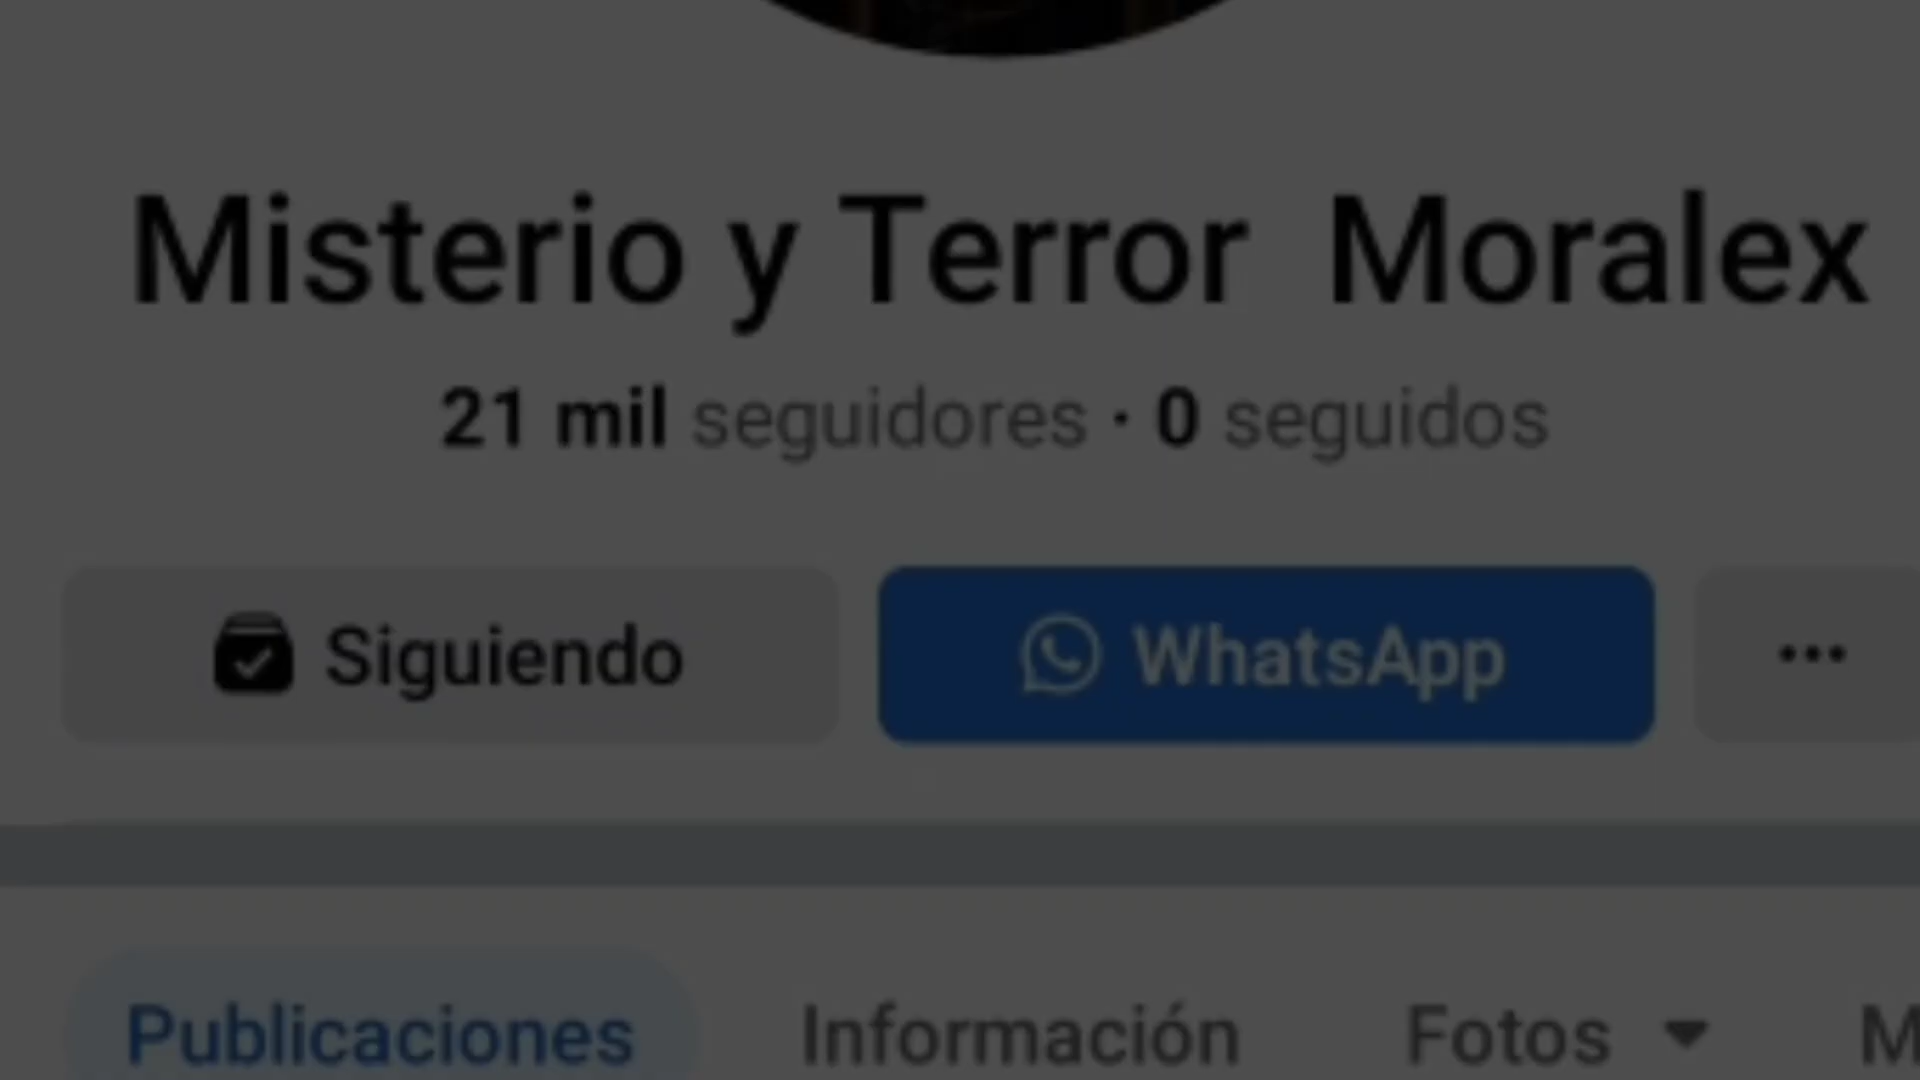 Misterio y Terror Moralex
21 mil seguidores · 0 seguidos
Siguiendo WhatsApp ...
Publicaciones Información Fotos